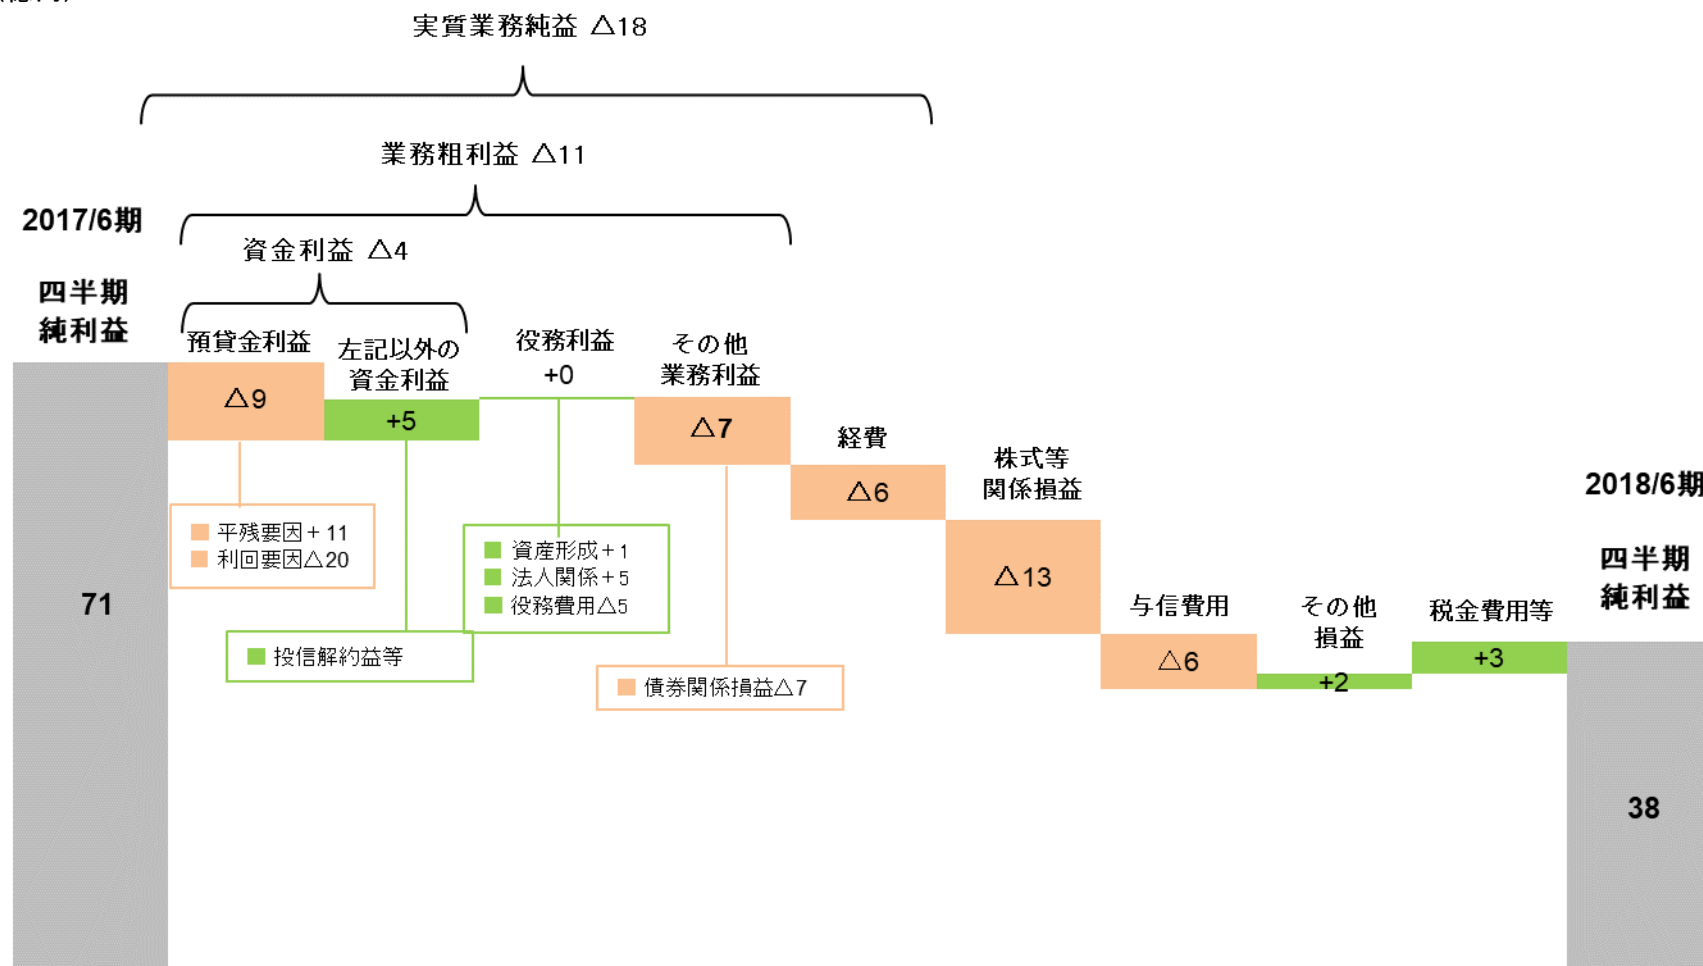 実質業務純益 △18
業務粗利益 △11
2017/6期
資金利益 △4
四半期
純利益
預貸金利益
左記以外の
資金利益
役務利益
+0
その他
業務利益
△9
+5
△7
経費
△6
株式等
関係損益
△13
2018/6期
四半期
純利益
平残要因+11
利回要因△20
資産形成+1
法人関係+5
役務費用△5
投信解約益等
債券関係損益△7
71
与信費用
△6
その他
損益
+2
税金費用等
+3
38